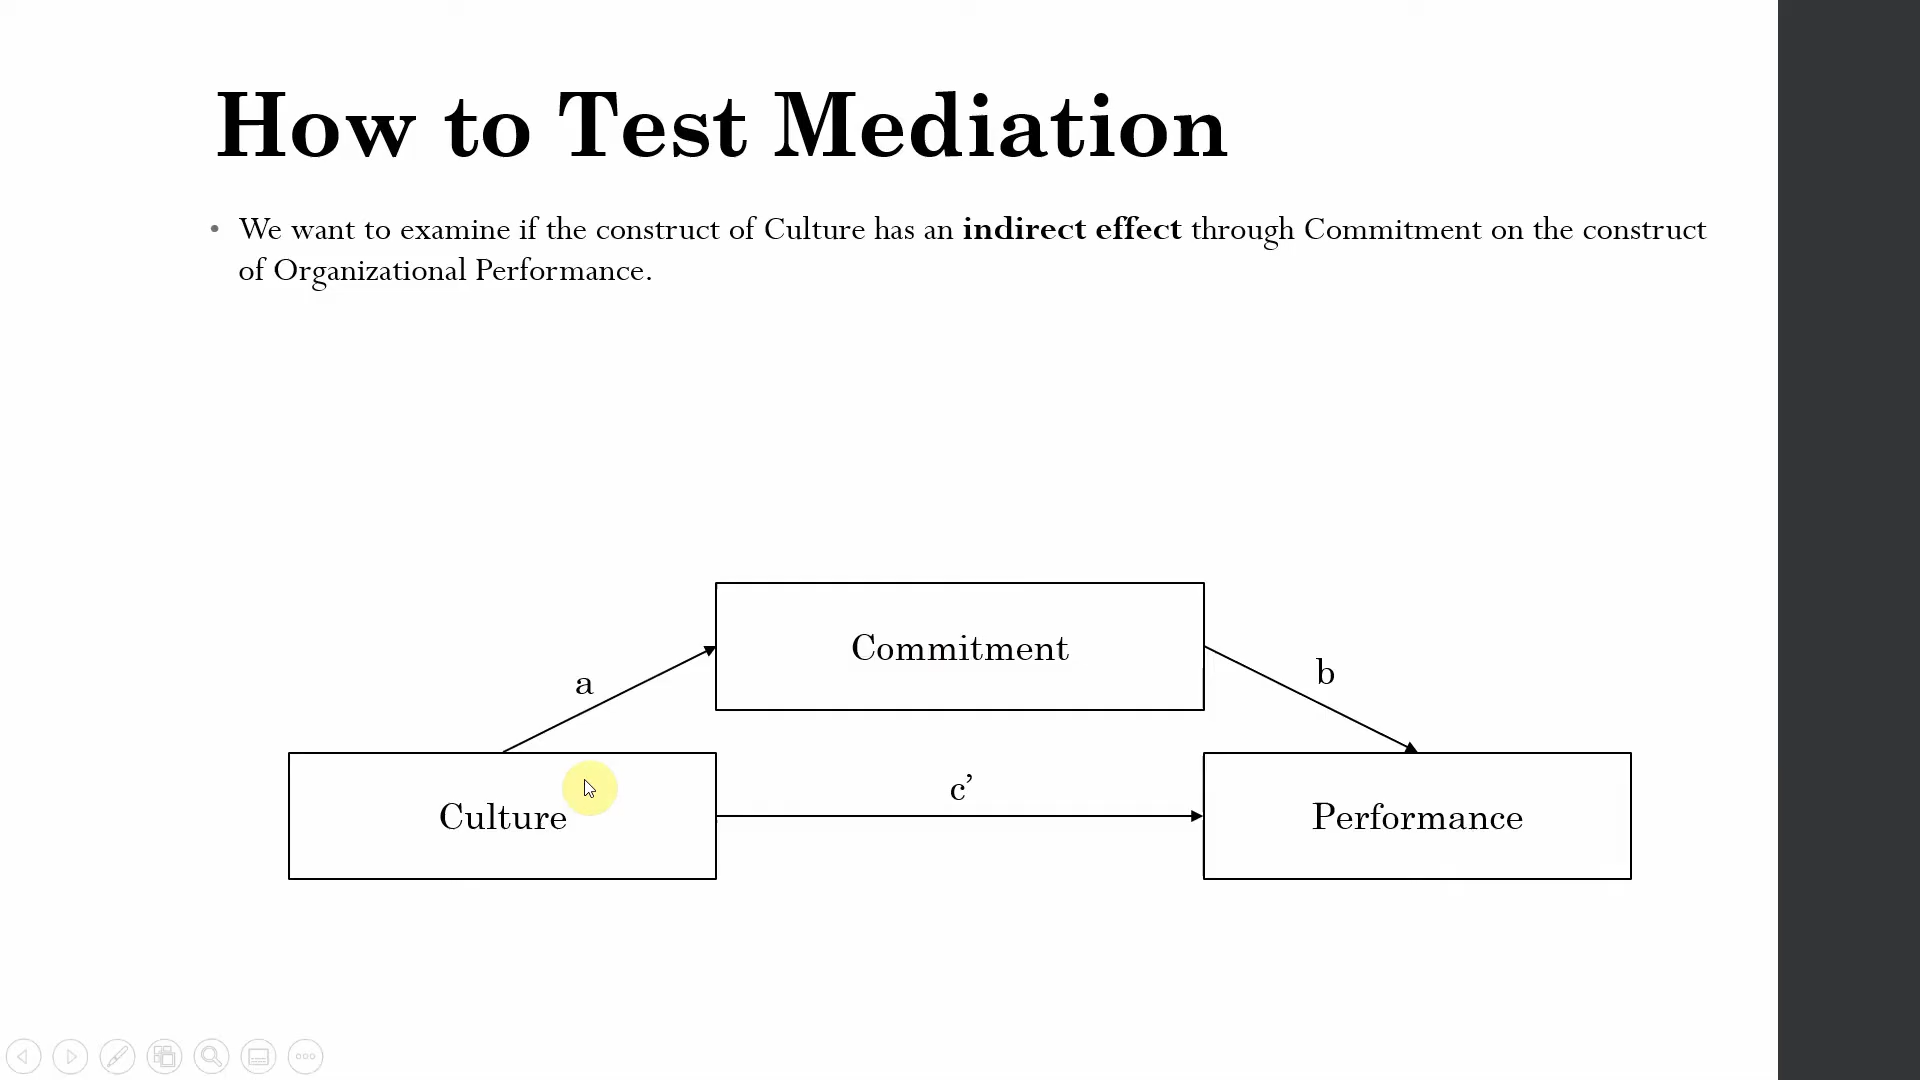 How to Test Mediation
• We want to examine if the construct of Culture has an indirect effect through Commitment on the construct
of Organizational Performance.
Commitment
a
b
Culture
c’
Performance